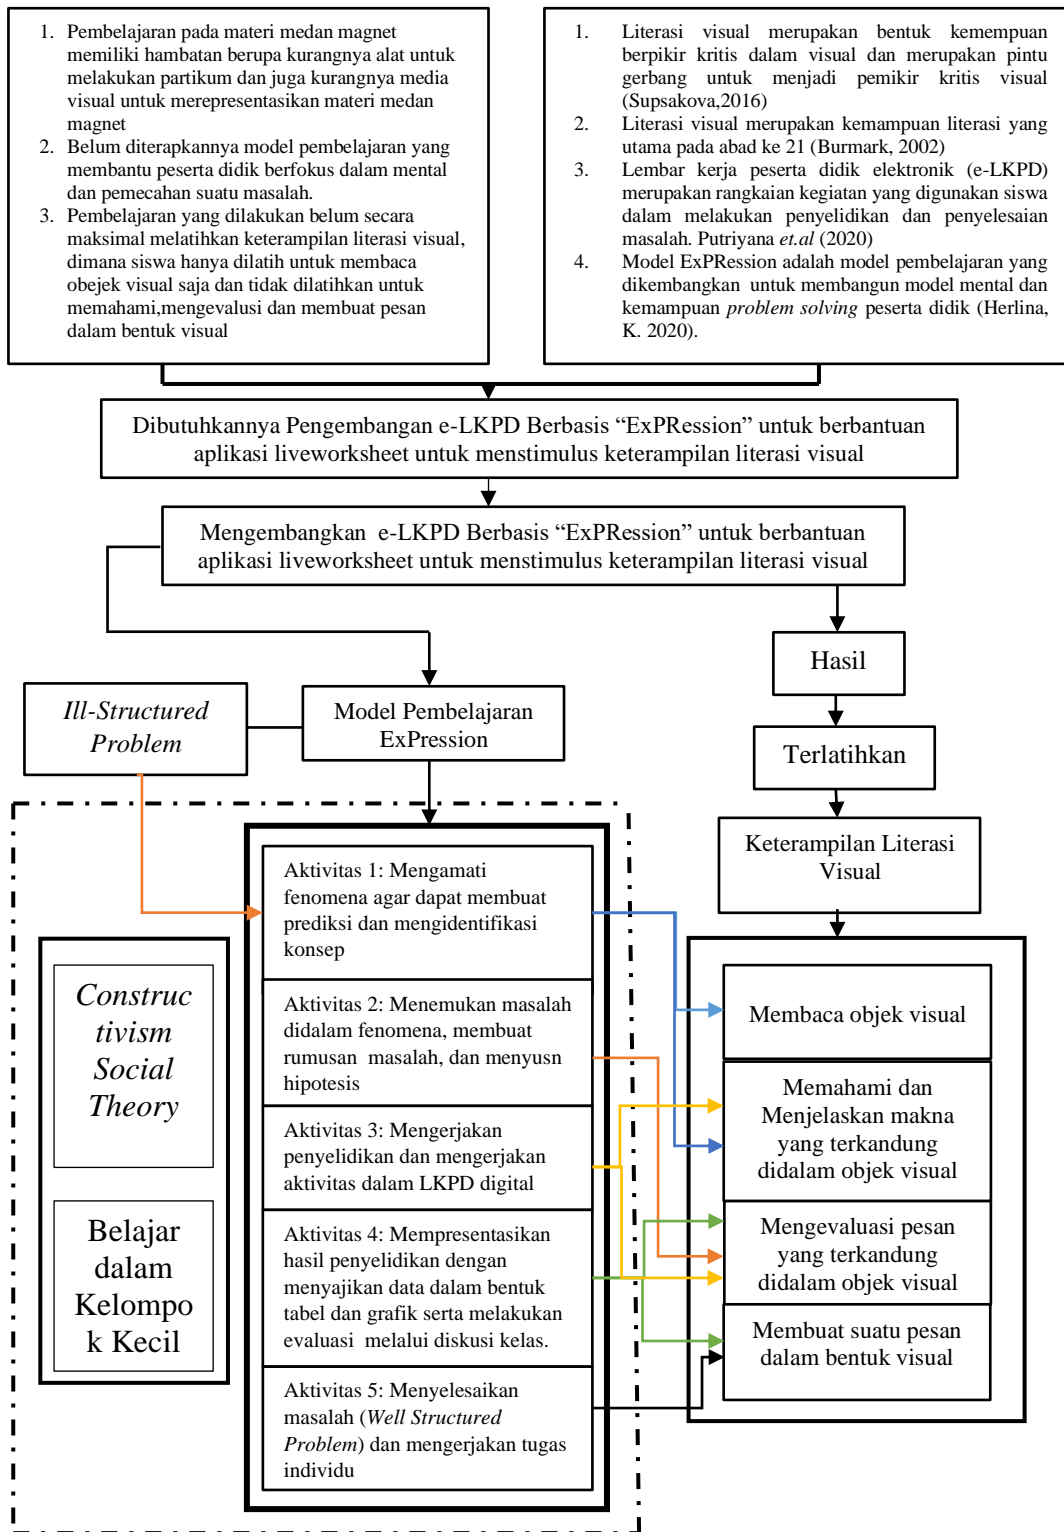 1. Pembelajaran pada materi medan magnet
memiliki hambatan berupa kurangnya alat untuk
melakukan partikum dan juga kurangnya media
visual untuk merepresentasikan materi medan
magnet
2. Belum diterapkannya model pembelajaran yang
membantu peserta didik berfokus dalam mental
dan pemecahan suatu masalah.
3. Pembelajaran yang dilakukan belum secara
maksimal melatihkan keterampilan literasi visual,
dimana siswa hanya dilatih untuk membaca
obejek visual saja dan tidak dilatihkan untuk
memahami,mengevalusi dan membuat pesan
dalam bentuk visual
1. Literasi visual merupakan bentuk kemempuan
berpikir kritis dalam visual dan merupakan pintu
gerbang untuk menjadi pemikir kritis visual
(Supsakova,2016)
2. Literasi visual merupakan kemampuan literasi yang
utama pada abad ke 21 (Burmark, 2002)
3. Lembar kerja peserta didik elektronik (e-LKPD)
merupakan rangkaian kegiatan yang digunakan siswa
dalam melakukan penyelidikan dan penyelesaian
masalah. Putriyana et.al (2020)
4. Model ExPRession adalah model pembelajaran yang
dikembangkan untuk membangun model mental dan
kemampuan problem solving peserta didik (Herlina,
K. 2020).
Dibutuhkannya Pengembangan e-LKPD Berbasis “ExPRession” untuk berbantuan
aplikasi liveworksheet untuk menstimulus keterampilan literasi visual
Mengembangkan e-LKPD Berbasis “ExPRession” untuk berbantuan
aplikasi liveworksheet untuk menstimulus keterampilan literasi visual
Hasil
Ill-Structured
Problem
Model Pembelajaran
ExPression
Terlatihkan
Keterampilan Literasi
Visual
Construc
tivism
Social
Theory
Belajar
dalam
Kelompo
k Kecil
Aktivitas 1: Mengamati
fenomena agar dapat membuat
prediksi dan mengidentifikasi
konsep
Aktivitas 2: Menemukan masalah
didalam fenomena, membuat
rumusan masalah, dan menyusn
hipotesis
Aktivitas 3: Mengerjakan
penyelidikan dan mengerjakan
aktivitas dalam LKPD digital
Aktivitas 4: Mempresentasikan
hasil penyelidikan dengan
menyajikan data dalam bentuk
tabel dan grafik serta melakukan
evaluasi melalui diskusi kelas.
Aktivitas 5: Menyelesaikan
masalah (Well Structured
Problem) dan mengerjakan tugas
individu
Membaca objek visual
Memahami dan
Menjelaskan makna
yang terkandung
didalam objek visual
Mengevaluasi pesan
yang terkandung
didalam objek visual
Membuat suatu pesan
dalam bentuk visual